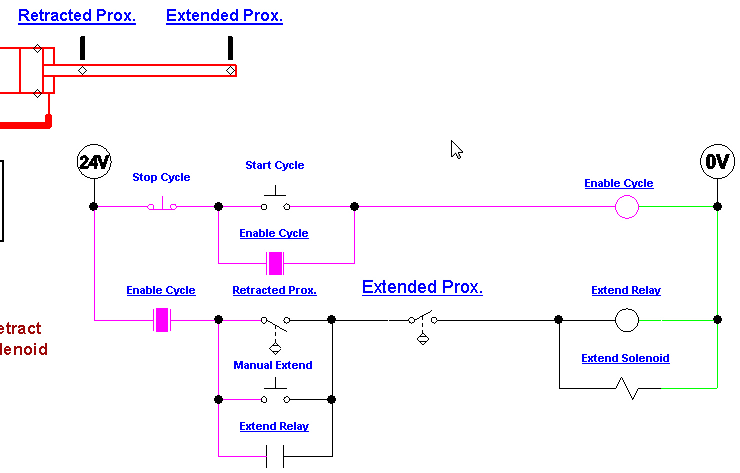 Retracted Prox. Extended Prox.
24V
0V
Stop Cycle
Start Cycle
Enable Cycle
Enable Cycle
Enable Cycle
Retracted Prox.
Extended Prox.
Extend Relay
etract
lenoid
Manual Extend
Extend Solenoid
Extend Relay